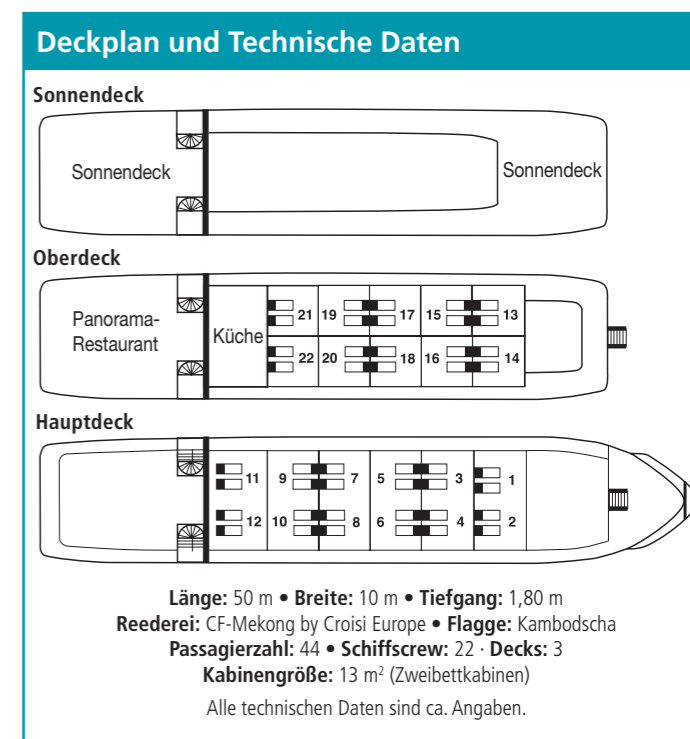 Deckplan und Technische Daten
Sonnendeck
Sonnendeck
Sonnendeck
Oberdeck
Panorama-
Restaurant
Küche
21 19 17 15 13
22 20 18 16 14
Hauptdeck
11 9 7 5 3 1
12 10 8 6 4 2
Länge: 50 m • Breite: 10 m • Tiefgang: 1,80 m
Reederei: CF-Mekong by Croisi Europe • Flagge: Kambodscha
Passagierzahl: 44 • Schiffscrew: 22 · Decks: 3
Kabinengröße: 13 m² (Zweibettkabinen)
Alle technischen Daten sind ca. Angaben.